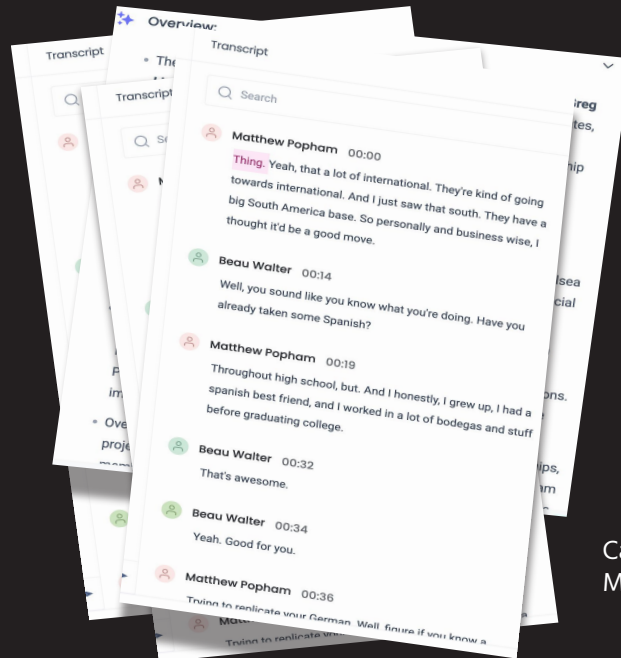 Overview:
Transcript
Transcript
Transcript
Search
Matthew Popham 00:00
Thing. Yeah, that a lot of international. They're kind of going
towards international. And I just saw that south. They have a
big South America base. So personally and business wise, I
thought it'd be a good move.
Beau Walter 00:14
Well, you sound like you know what you're doing. Have you
already taken some Spanish?
Matthew Popham 00:19
Throughout high school, but. And I honestly, I grew up, I had a
spanish best friend, and I worked in a lot of bodegas and stuff
before graduating college.
Beau Walter 00:32
That's awesome.
Beau Walter 00:34
Yeah. Good for you.
Matthew Popham 00:36
Trying to replicate your German. Well, figure if you know a
Trying to replicate